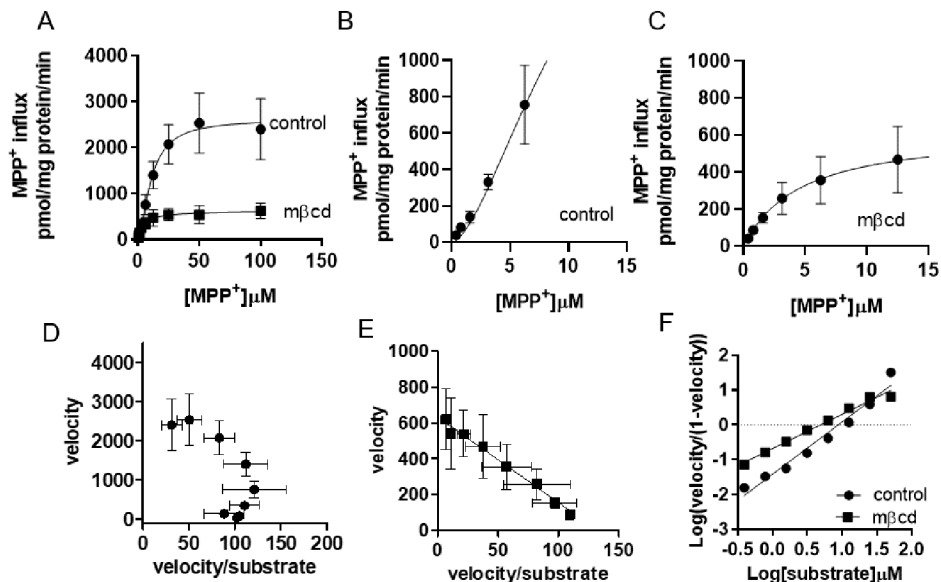 A
MPP⁺ influx
pmol/mg protein/min
4000
3000
2000
1000
0
0
50
100
150
[MPP⁺]µM
control
mβcd
B
MPP⁺ influx
pmol/mg protein/min
1000
800
600
400
200
0
0
5
10
15
[MPP⁺]µM
control
C
MPP⁺ influx
pmol/mg protein/min
1000
800
600
400
200
0
0
5
10
15
[MPP⁺]µM
mβcd
D
velocity
4000
3000
2000
1000
0
0
50
100
150
200
velocity/substrate
E
velocity
1000
800
600
400
200
0
0
50
100
150
velocity/substrate
F
Log(velocity/(1-velocity))
2
1
0
-1
-2
-3
-0.5
0.0
0.5
1.0
1.5
2.0
Log[substrate]µM
control
mβcd